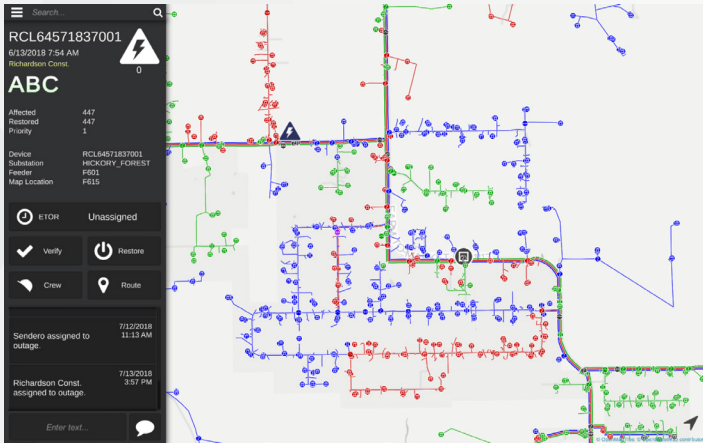 Search...
RCL64571837001
6/13/2018 7:54 AM
Richardson Const.
0
ABC
Affected 447
Restored 447
Priority 1
Device RCL64571837001
Substation HICKORY_FOREST
Feeder F601
Map Location F615
ETOR Unassigned
Verify
Restore
Crew
Route
7/12/2018
11:13 AM
Sendero assigned to
outage.
7/13/2018
3:57 PM
Richardson Const.
assigned to outage.
Enter text...